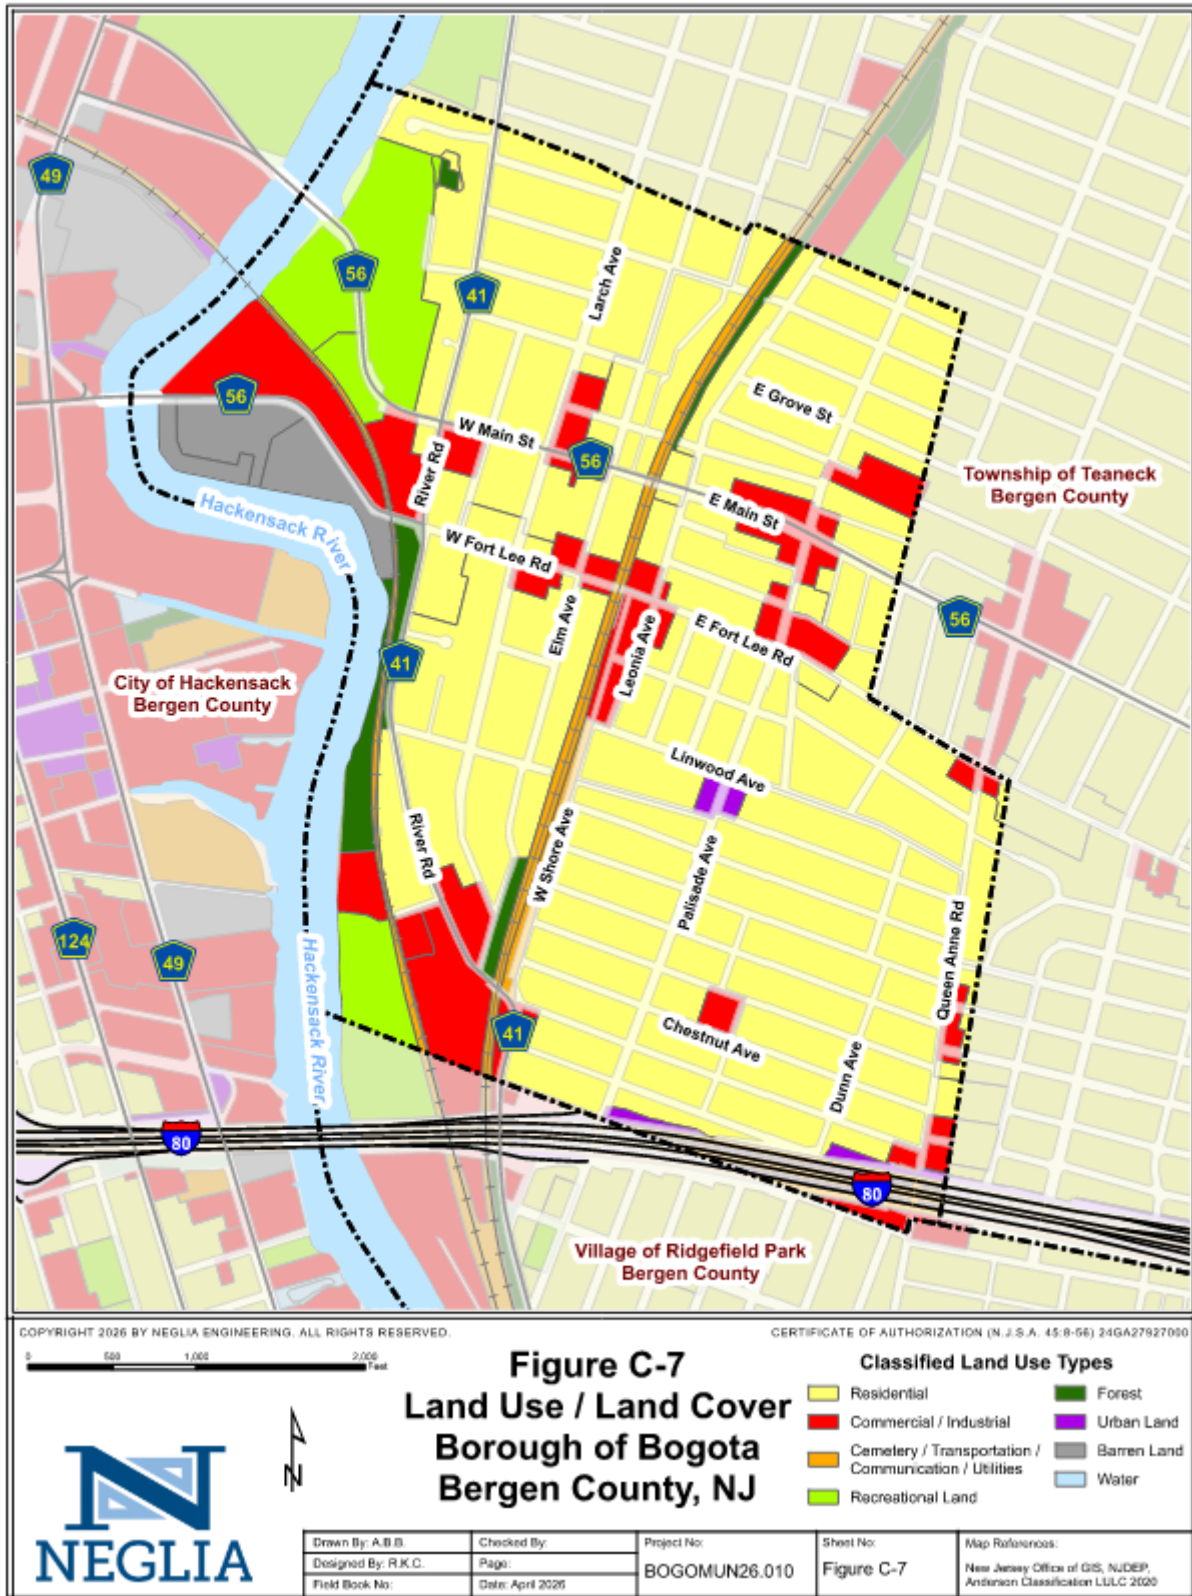 49
56
41
Larch Ave
56
E Grove St
W Main St
River Rd
56
Township of Teaneck
Bergen County
E Main St
Hackensack River
W Fort Lee Rd
Elm Ave
Leonia Ave
E Fort Lee Rd
56
41
City of Hackensack
Bergen County
Linwood Ave
River Rd
W Shore Ave
Palisade Ave
Queen Anne Rd
124
49
Hackensack River
41
Chestnut Ave
Dunn Ave
80
80
Village of Ridgefield Park
Bergen County
COPYRIGHT 2026 BY NEGLIA ENGINEERING. ALL RIGHTS RESERVED.
CERTIFICATE OF AUTHORIZATION (N.J.S.A. 45:8-56) 24GA27927000
0 500 1,000 2,000
Feet
Figure C-7
Land Use / Land Cover
Borough of Bogota
Bergen County, NJ
Classified Land Use Types
Residential
Commercial / Industrial
Cemetery / Transportation /
Communication / Utilities
Recreational Land
Forest
Urban Land
Barren Land
Water
N
NEGLIA
Drawn By: A.B.B.
Designed By: R.K.C.
Field Book No:
Checked By:
Page:
Date: April 2026
Project No:
BOGOMUN26.010
Sheet No:
Figure C-7
Map References:
New Jersey Office of GIS, NJDEP,
Anderson Classification LULC 2020